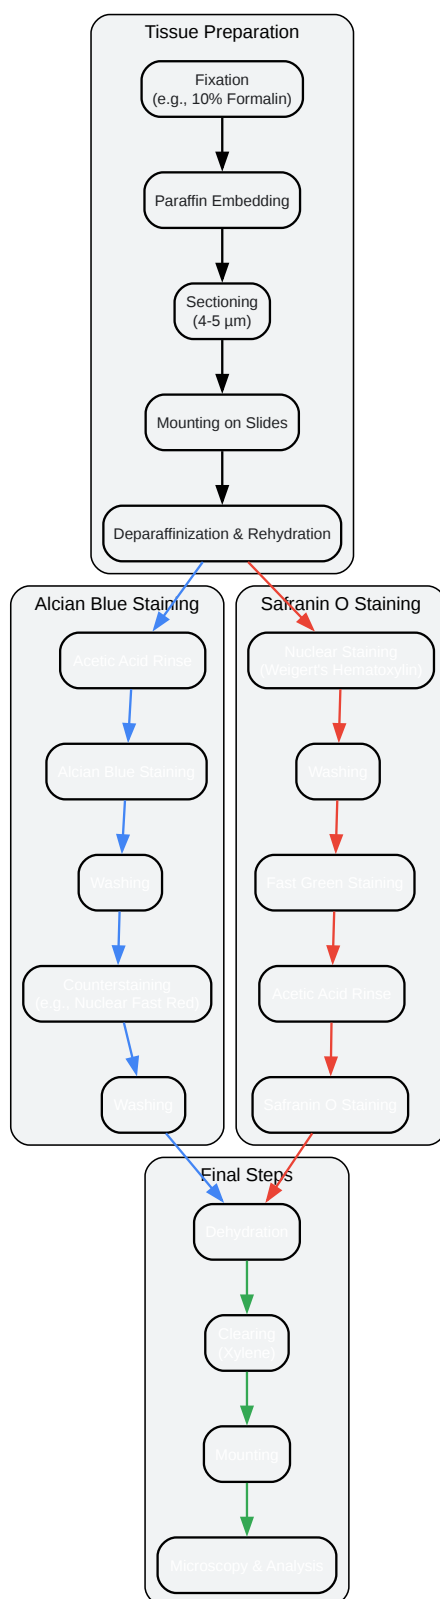 Tissue Preparation
Fixation
(e.g., 10% Formalin)
Paraffin Embedding
Sectioning
(4-5 µm)
Mounting on Slides
Deparaffinization & Rehydration
Alcian Blue Staining
Acetic Acid Rinse
Alcian Blue Staining
Washing
Counterstaining
(e.g., Nuclear Fast Red)
Washing
Safranin O Staining
Nuclear Staining
(Weigert's Hematoxylin)
Washing
Fast Green Staining
Acetic Acid Rinse
Safranin O Staining
Final Steps
Dehydration
Clearing
(Xylene)
Mounting
Microscopy & Analysis